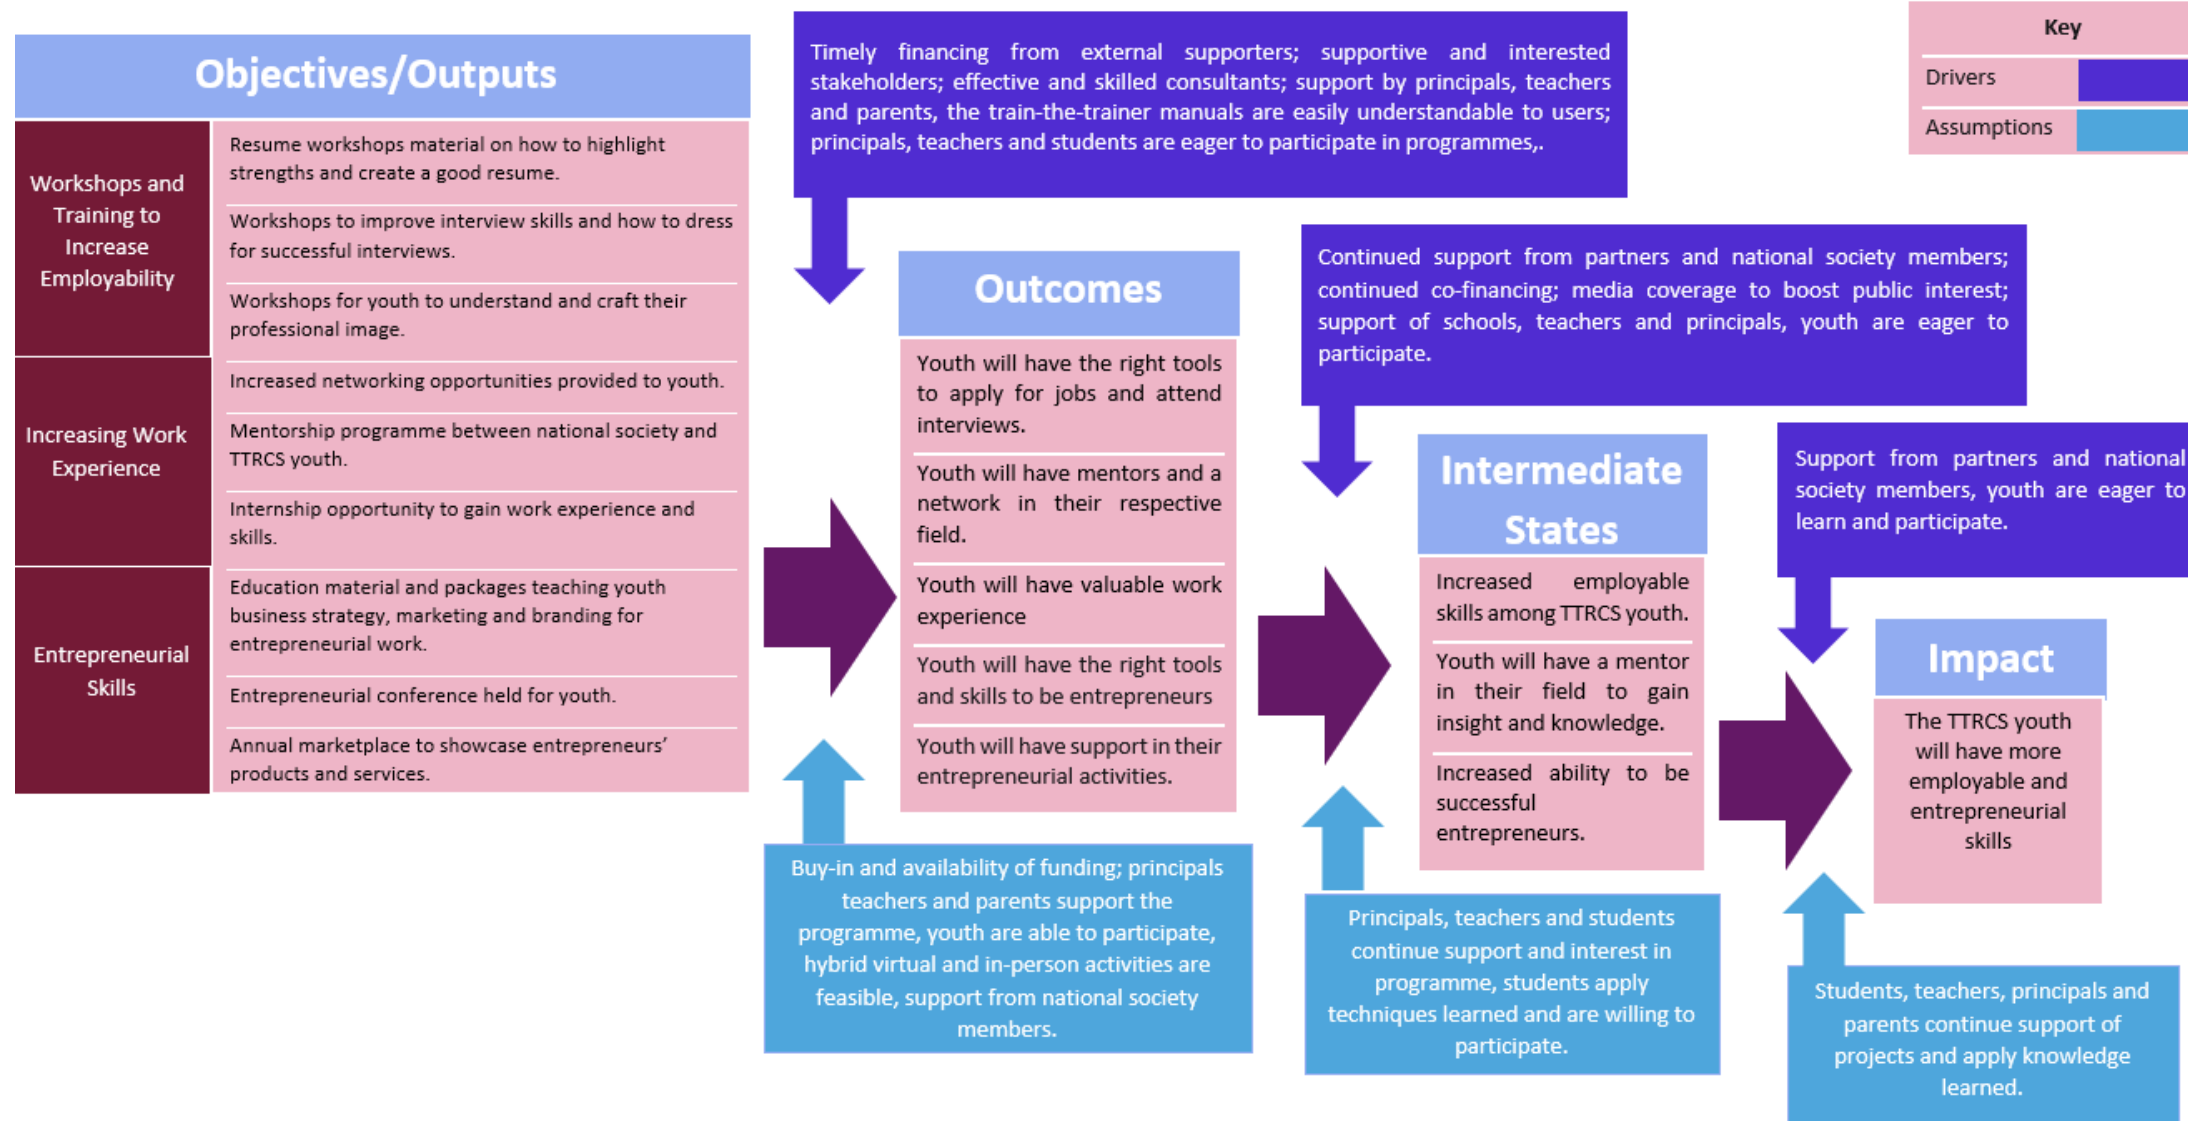 Objectives/Outputs
Workshops and
Training to
Increase
Employability
Resume workshops material on how to highlight
strengths and create a good resume.
Workshops to improve interview skills and how to dress
for successful interviews.
Workshops for youth to understand and craft their
professional image.
Increasing Work
Experience
Increased networking opportunities provided to youth.
Mentorship programme between national society and
TTRCS youth.
Internship opportunity to gain work experience and
skills.
Entrepreneurial
Skills
Education material and packages teaching youth
business strategy, marketing and branding for
entrepreneurial work.
Entrepreneurial conference held for youth.
Annual marketplace to showcase entrepreneurs’
products and services.
Timely financing from external supporters; supportive and interested
stakeholders; effective and skilled consultants; support by principals, teachers
and parents, the train-the-trainer manuals are easily understandable to users;
principals, teachers and students are eager to participate in programmes,.
Outcomes
Youth will have the right tools
to apply for jobs and attend
interviews.
Youth will have mentors and a
network in their respective
field.
Youth will have valuable work
experience
Youth will have the right tools
and skills to be entrepreneurs
Youth will have support in their
entrepreneurial activities.
Buy-in and availability of funding; principals
teachers and parents support the
programme, youth are able to participate,
hybrid virtual and in-person activities are
feasible, support from national society
members.
Continued support from partners and national society members;
continued co-financing; media coverage to boost public interest;
support of schools, teachers and principals, youth are eager to
participate.
Intermediate
States
Increased employable
skills among TTRCS youth.
Youth will have a mentor
in their field to gain
insight and knowledge.
Increased ability to be
successful
entrepreneurs.
Principals, teachers and students
continue support and interest in
programme, students apply
techniques learned and are willing to
participate.
Key
Drivers
Assumptions
Support from partners and national
society members, youth are eager to
learn and participate.
Impact
The TTRCS youth
will have more
employable and
entrepreneurial
skills
Students, teachers, principals and
parents continue support of
projects and apply knowledge
learned.